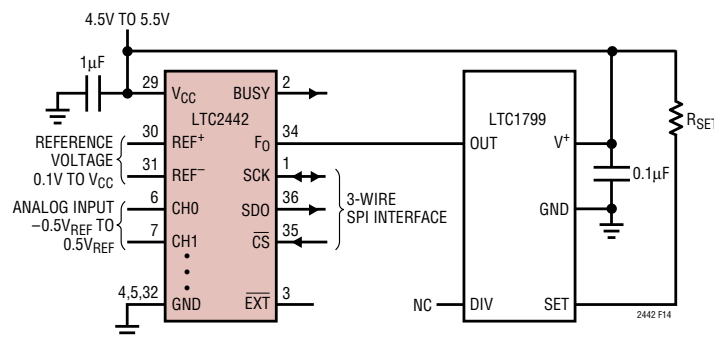 4.5V TO 5.5V
1µF
29
VCC
BUSY
2
LTC2442
LTC1799
RSET
REFERENCE
VOLTAGE
0.1V TO VCC
30
REF+
FO
34
OUT
V+
31
REF–
SCK
1
0.1µF
ANALOG INPUT
–0.5VREF TO
0.5VREF
6
CH0
SDO
36
3-WIRE
SPI INTERFACE
GND
7
CH1
CS
35
4,5,32
GND
EXT
3
NC
DIV
SET
2442 F14